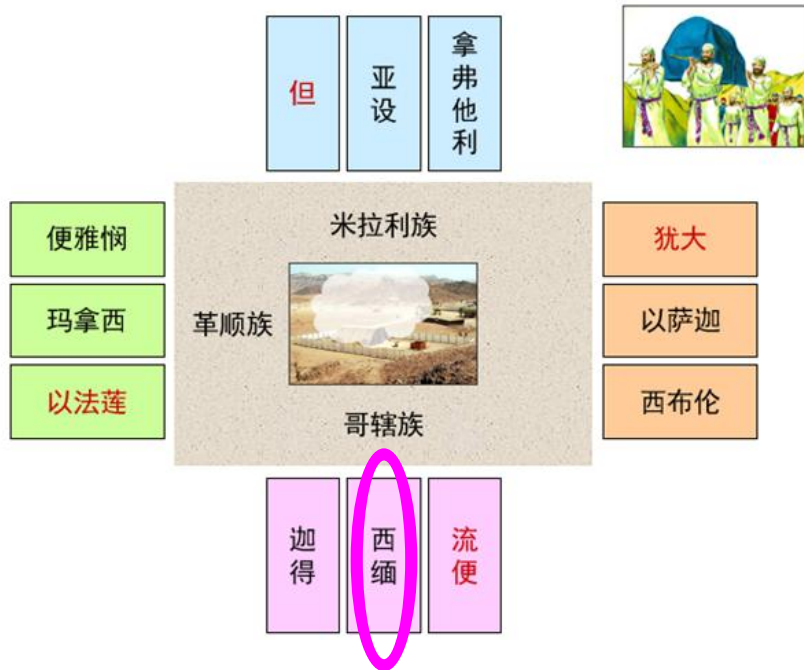 但
亚设
拿弗他利
米拉利族
便雅悯
犹大
玛拿西
革顺族
以萨迦
以法莲
哥辖族
西布伦
迦得
西缅
流便